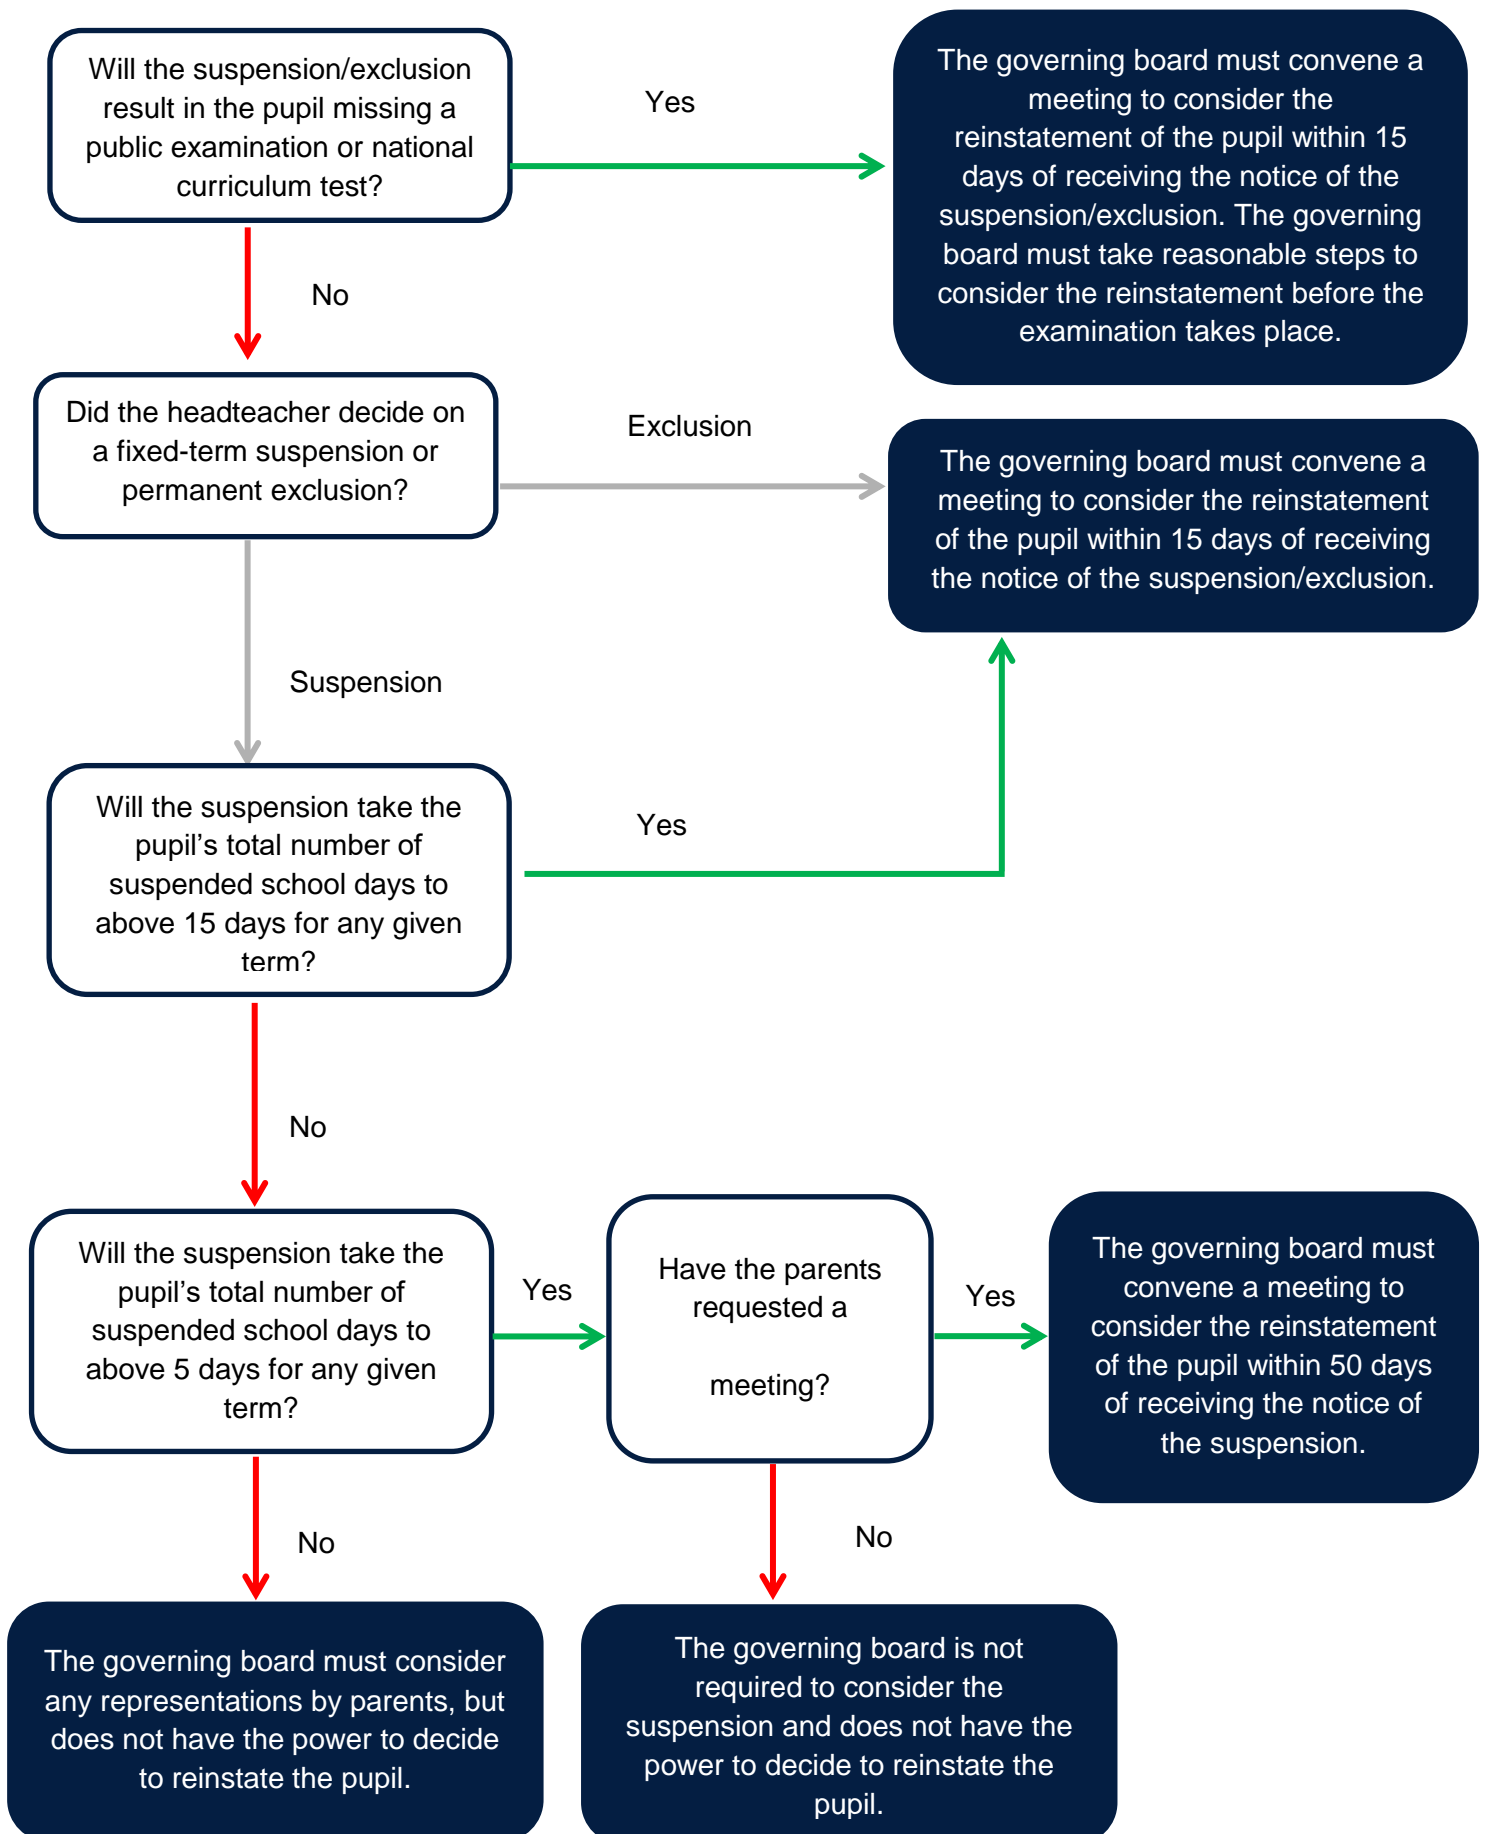 Will the suspension/exclusion
result in the pupil missing a
public examination or national
curriculum test?
Yes
The governing board must convene a
meeting to consider the
reinstatement of the pupil within 15
days of receiving the notice of the
suspension/exclusion. The governing
board must take reasonable steps to
consider the reinstatement before the
examination takes place.
No
Did the headteacher decide on
a fixed-term suspension or
permanent exclusion?
Exclusion
The governing board must convene a
meeting to consider the reinstatement
of the pupil within 15 days of receiving
the notice of the suspension/exclusion.
Suspension
Will the suspension take the
pupil’s total number of
suspended school days to
above 15 days for any given
term?
Yes
No
Will the suspension take the
pupil’s total number of
suspended school days to
above 5 days for any given
term?
Yes
Have the parents
requested a
meeting?
Yes
The governing board must
convene a meeting to
consider the reinstatement
of the pupil within 50 days
of receiving the notice of
the suspension.
No
No
The governing board must consider
any representations by parents, but
does not have the power to decide
to reinstate the pupil.
The governing board is not
required to consider the
suspension and does not have the
power to decide to reinstate the
pupil.